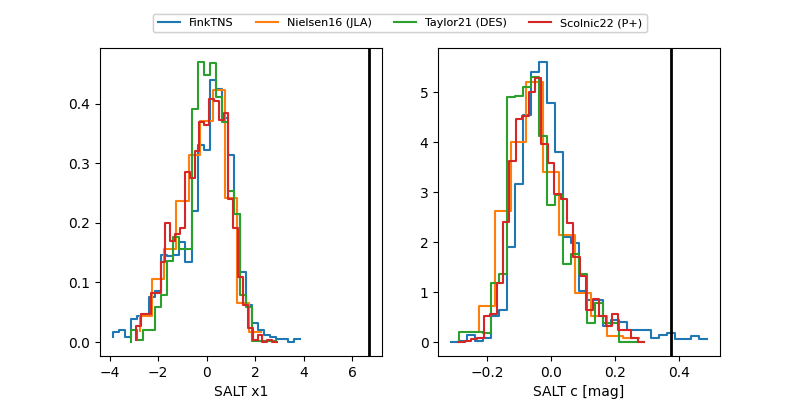 FinkTNS Nielsen16 (JLA) Taylor21 (DES) Scolnic22 (P+)
0.4
0.3
0.2
0.1
0.0
−4 −2 0 2 4 6
SALT x1
5
4
3
2
1
0
−0.2 0.0 0.2 0.4
SALT c [mag]